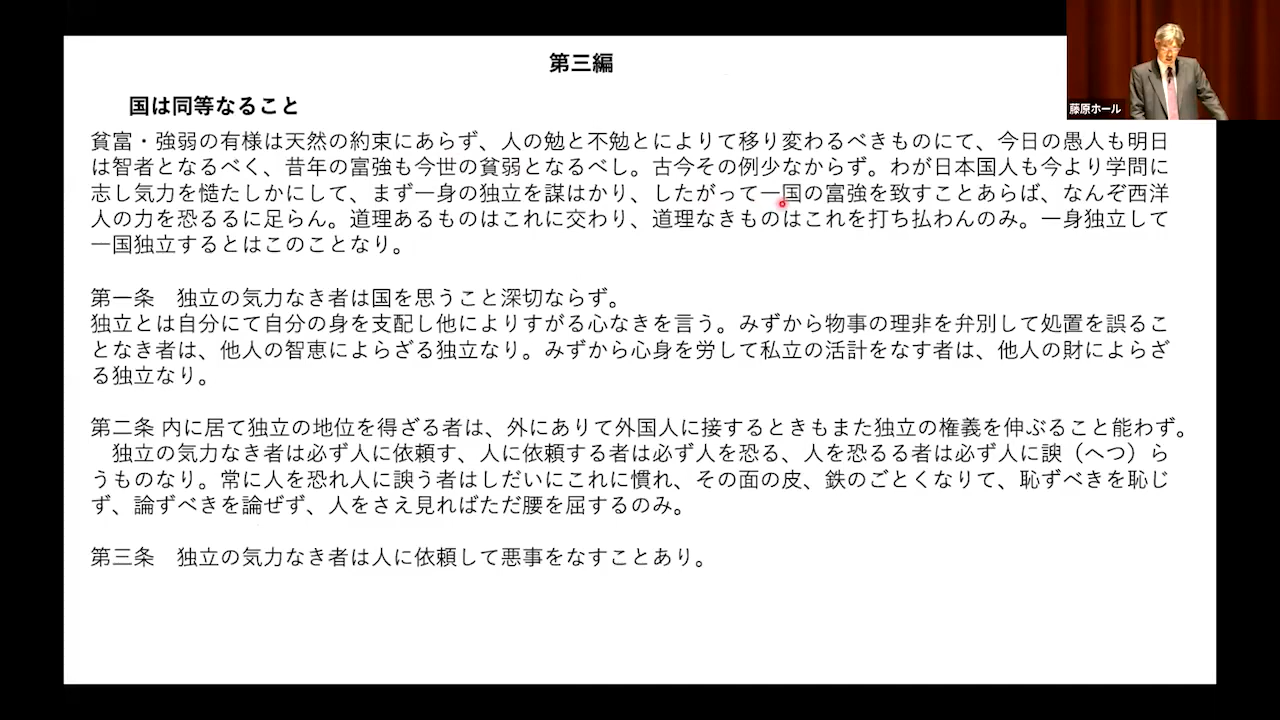 第三編
藤原ホール
国は同等なること
貧富・強弱の有様は天然の約束にあらず、人の勉と不勉とによりて移り変わるべきものにて、今日の愚人も明日
は智者となるべく、昔年の富強も今世の貧弱となるべし。古今その例少なからず。わが日本国人も今より学問に
志し気力を慥たしかにして、まず一身の独立を謀はかり、したがって一国の富強を致すことあらば、なんぞ西洋
人の力を恐るるに足らん。道理あるものはこれに交わり、道理なきものはこれを打ち払わんのみ。一身独立して
一国独立するとはこのことなり。
第一条　独立の気力なき者は国を思うこと深切ならず。
独立とは自分にて自分の身を支配し他によりすがる心なきを言う。みずから物事の理非を弁別して処置を誤るこ
となき者は、他人の智恵によらざる独立なり。みずから心身を労して私立の活計をなす者は、他人の財によらざ
る独立なり。
第二条 内に居て独立の地位を得ざる者は、外にありて外国人に接するときもまた独立の権義を伸ぶること能わず。
　独立の気力なき者は必ず人に依頼す、人に依頼する者は必ず人を恐る、人を恐るる者は必ず人に諛（へつ）ら
うものなり。常に人を恐れ人に諛う者はしだいにこれに慣れ、その面の皮、鉄のごとくなりて、恥ずべきを恥じ
ず、論ずべきを論ぜず、人をさえ見ればただ腰を屈するのみ。
第三条　独立の気力なき者は人に依頼して悪事をなすことあり。